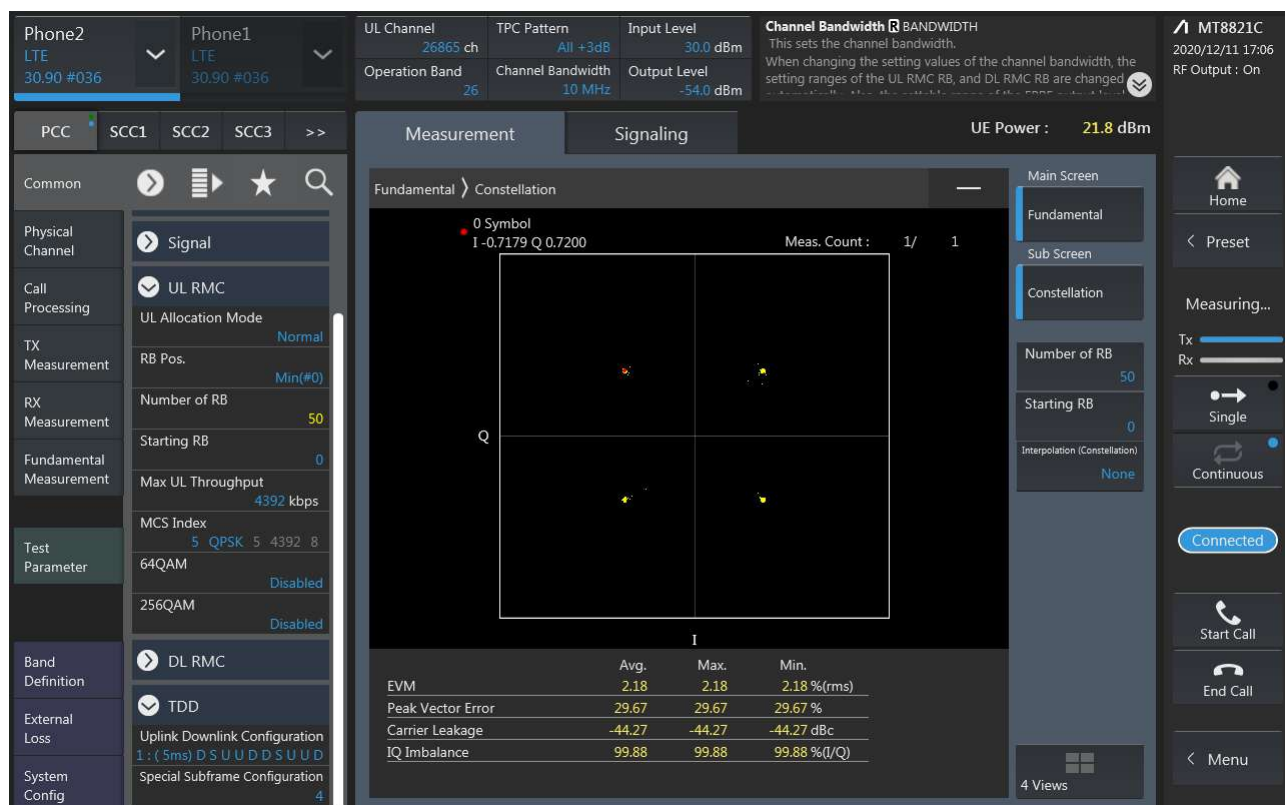 Phone2
LTE
30.90 #036
Phone1
LTE
30.90 #036
UL Channel
26865 ch
TPC Pattern
All +3dB
Input Level
30.0 dBm
Operation Band
26
Channel Bandwidth
10 MHz
Output Level
-54.0 dBm
Channel Bandwidth R BANDWIDTH
This sets the channel bandwidth.
When changing the setting values of the channel bandwidth, the
setting ranges of the UL RMC RB, and DL RMC RB are changed
MT8821C
2020/12/11 17:06
RF Output : On
PCC SCC1 SCC2 SCC3 >>
Measurement
Signaling
UE Power : 21.8 dBm
Common
Physical
Channel
Call
Processing
TX
Measurement
RX
Measurement
Fundamental
Measurement
Test
Parameter
Band
Definition
External
Loss
System
Config
Signal
UL RMC
UL Allocation Mode
Normal
RB Pos.
Min(#0)
Number of RB
50
Starting RB
0
Max UL Throughput
4392 kbps
MCS Index
5 QPSK 5 4392 8
64QAM
Disabled
256QAM
Disabled
DL RMC
TDD
Uplink Downlink Configuration
1 : ( 5ms) D S U U D D S U U D
Special Subframe Configuration
4
Fundamental > Constellation
0 Symbol
I -0.7179 Q 0.7200
Meas. Count : 1/ 1
Q
I
Avg. Max. Min.
EVM 2.18 2.18 2.18 %(rms)
Peak Vector Error 29.67 29.67 29.67 %
Carrier Leakage -44.27 -44.27 -44.27 dBc
IQ Imbalance 99.88 99.88 99.88 %(I/Q)
Main Screen
Fundamental
Sub Screen
Constellation
Number of RB
50
Starting RB
0
Interpolation (Constellation)
None
4 Views
Home
< Preset
Measuring...
Tx
Rx
Single
Continuous
Connected
Start Call
End Call
< Menu